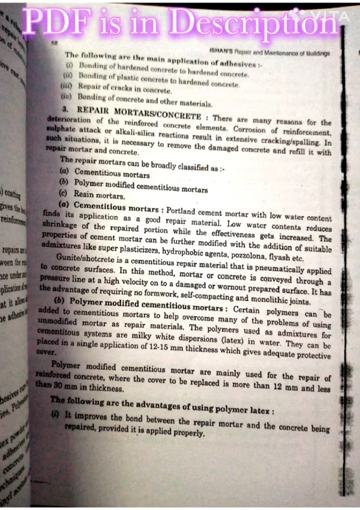 PDF is in Description
VITA
58
ISHAN'S Repair and Maintenance of Buildings
The following are the main application of adhesives :-
(i) Bonding of hardened concrete to hardened concrete.
(ii) Bonding of plastic concrete to hardened concrete.
(iii) Repair of cracks in concrete.
(iv) Bonding of concrete and other materials.
3. REPAIR MORTARS/CONCRETE : There are many reasons for the
deterioration of the reinforced concrete elements. Corrosion of reinforcement,
sulphate attack or alkali-silica reactions result in extensive cracking/spalling. In
such situations, it is necessary to remove the damaged concrete and refill it with
repair mortar and concrete.
The repair mortars can be broadly classified as :-
(a) Cementitious mortars
(b) Polymer modified cementitious mortars
(c) Resin mortars.
(a) Cementitious mortars : Portland cement mortar with low water content
finds its application as a good repair material. Low water contents reduces
shrinkage of the repaired portion while the effectiveness gets increased. The
properties of cement mortar can be further modified with the addition of suitable
admixtures like super plasticizers, hydrophobic agents, pozzolona, flyash etc.
Gunite/shotcrete is a cementitious repair material that is pneumatically applied
to concrete surfaces. In this method, mortar or concrete is conveyed through a
pressure line at a high velocity on to a damaged or wornout prepared surface. It has
the advantage of requiring no formwork, self-compacting and monolithic joints.
(b) Polymer modified cementitious mortars : Certain polymers can be
added to cementitious mortars to help overcome many of the problems of using
unmodified mortar as repair materials. The polymers used as admixtures for
cementitious systems are milky white dispersions (latex) in water. They can be
placed in a single application of 12-15 mm thickness which gives adequate protective
cover.
Polymer modified cementitious mortar are mainly used for the repair of
reinforced concrete, where the cover to be replaced is more than 12 mm and less
than 30 mm in thickness.
The following are the advantages of using polymer latex :
(i) It improves the bond between the repair mortar and the concrete being
repaired, provided it is applied properly.